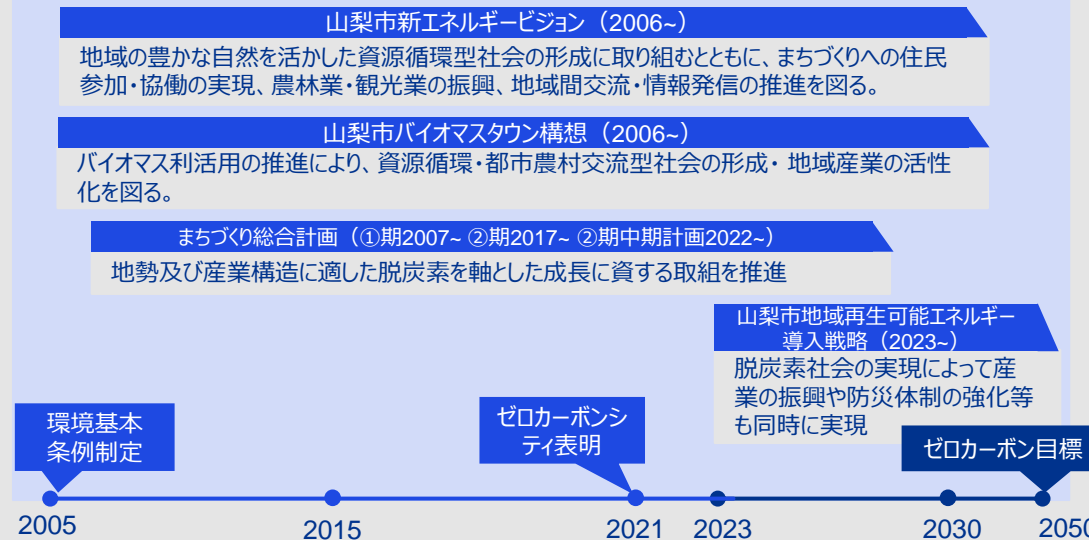 山梨市新エネルギービジョン（2006~）
地域の豊かな自然を活かした資源循環型社会の形成に取り組むとともに、まちづくりへの住民
参加・協働の実現、農林業・観光業の振興、地域間交流・情報発信の推進を図る。
山梨市バイオマスタウン構想（2006~）
バイオマス利活用の推進により、資源循環・都市農村交流型社会の形成・ 地域産業の活性
化を図る。
まちづくり総合計画（①期2007~ ②期2017~ ②期中期計画2022~）
地勢及び産業構造に適した脱炭素を軸とした成長に資する取組を推進
山梨市地域再生可能エネルギー
導入戦略（2023~）
脱炭素社会の実現によって産
業の振興や防災体制の強化等
も同時に実現
環境基本
条例制定
ゼロカーボンシ
ティ表明
ゼロカーボン目標
2005
2015
2021
2023
2030
2050